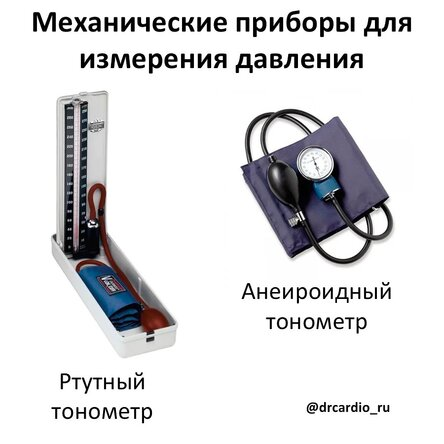 Механические приборы для
измерения давления
Анеироидный
тонометр
Ртутный
тонометр
@drcardio_ru